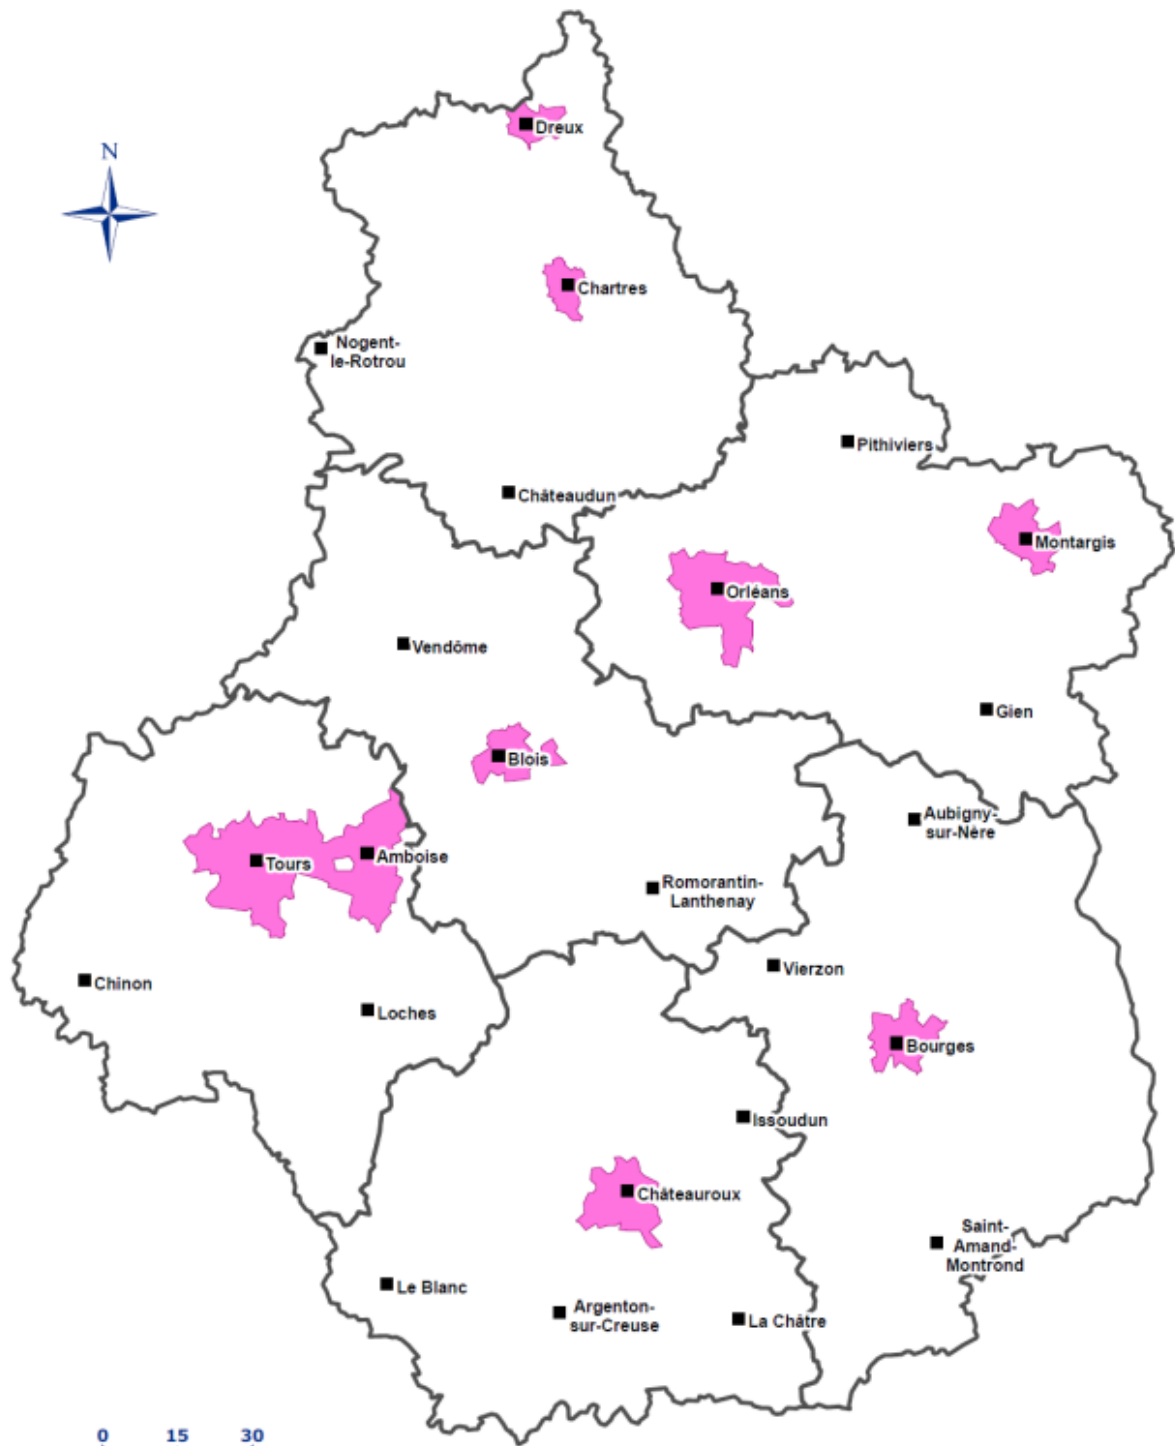 N
Dreux
Chartres
Nogent-
le-Rotrou
Pithiviers
Châteaudun
Montargis
Orléans
Vendôme
Gien
Blois
Aubigny-
sur-Nère
Tours
Amboise
Romorantin-
Lanthenay
Vierzon
Chinon
Loches
Bourges
Issoudun
Châteauroux
Saint-
Amand-
Montrond
Le Blanc
Argenton-
sur-Creuse
La Châtre
0 15 30